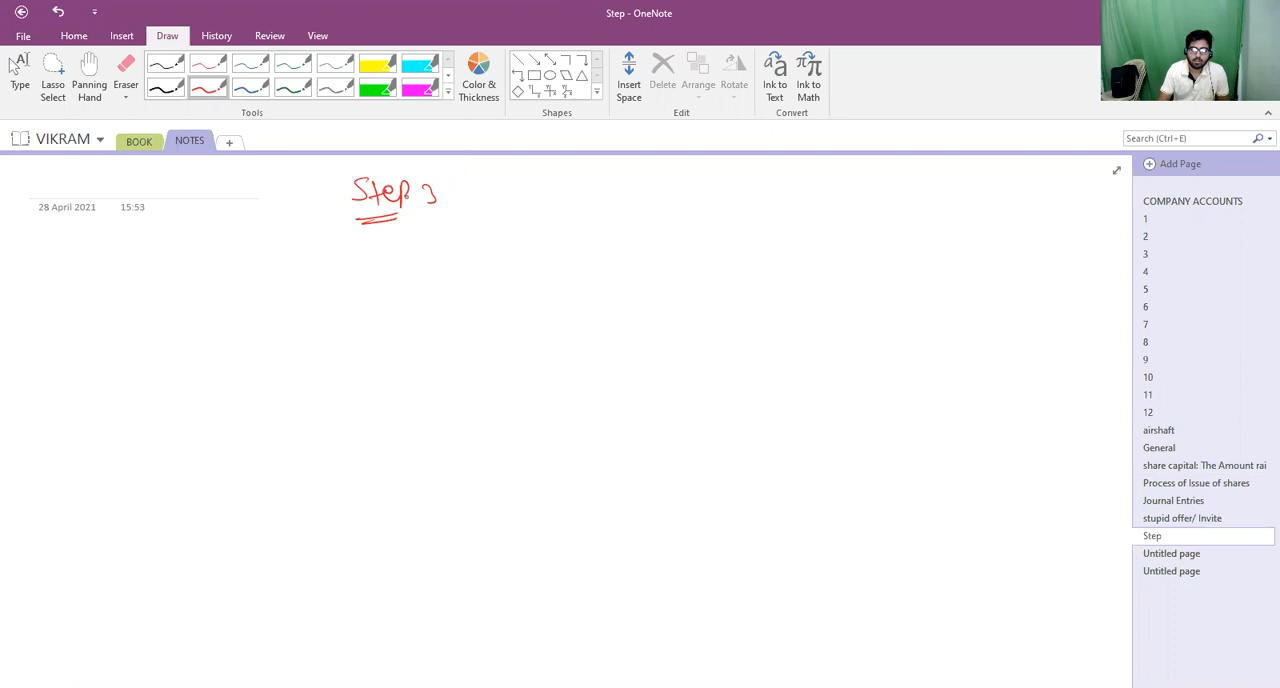 Step - OneNote
File Home Insert Draw History Review View
Type
Lasso Select
Panning Hand
Eraser
Color & Thickness
Insert Space
Delete
Arrange
Rotate
Ink to Text
Ink to Math
Tools
Shapes
Edit
Convert
VIKRAM BOOK NOTES
Search (Ctrl+E)
28 April 2021 15:53
Step 3
Add Page
COMPANY ACCOUNTS
1
2
3
4
5
6
7
8
9
10
11
12
airshaft
General
share capital: The Amount rai
Process of Issue of shares
Journal Entries
stupid offer/ Invite
Step
Untitled page
Untitled page